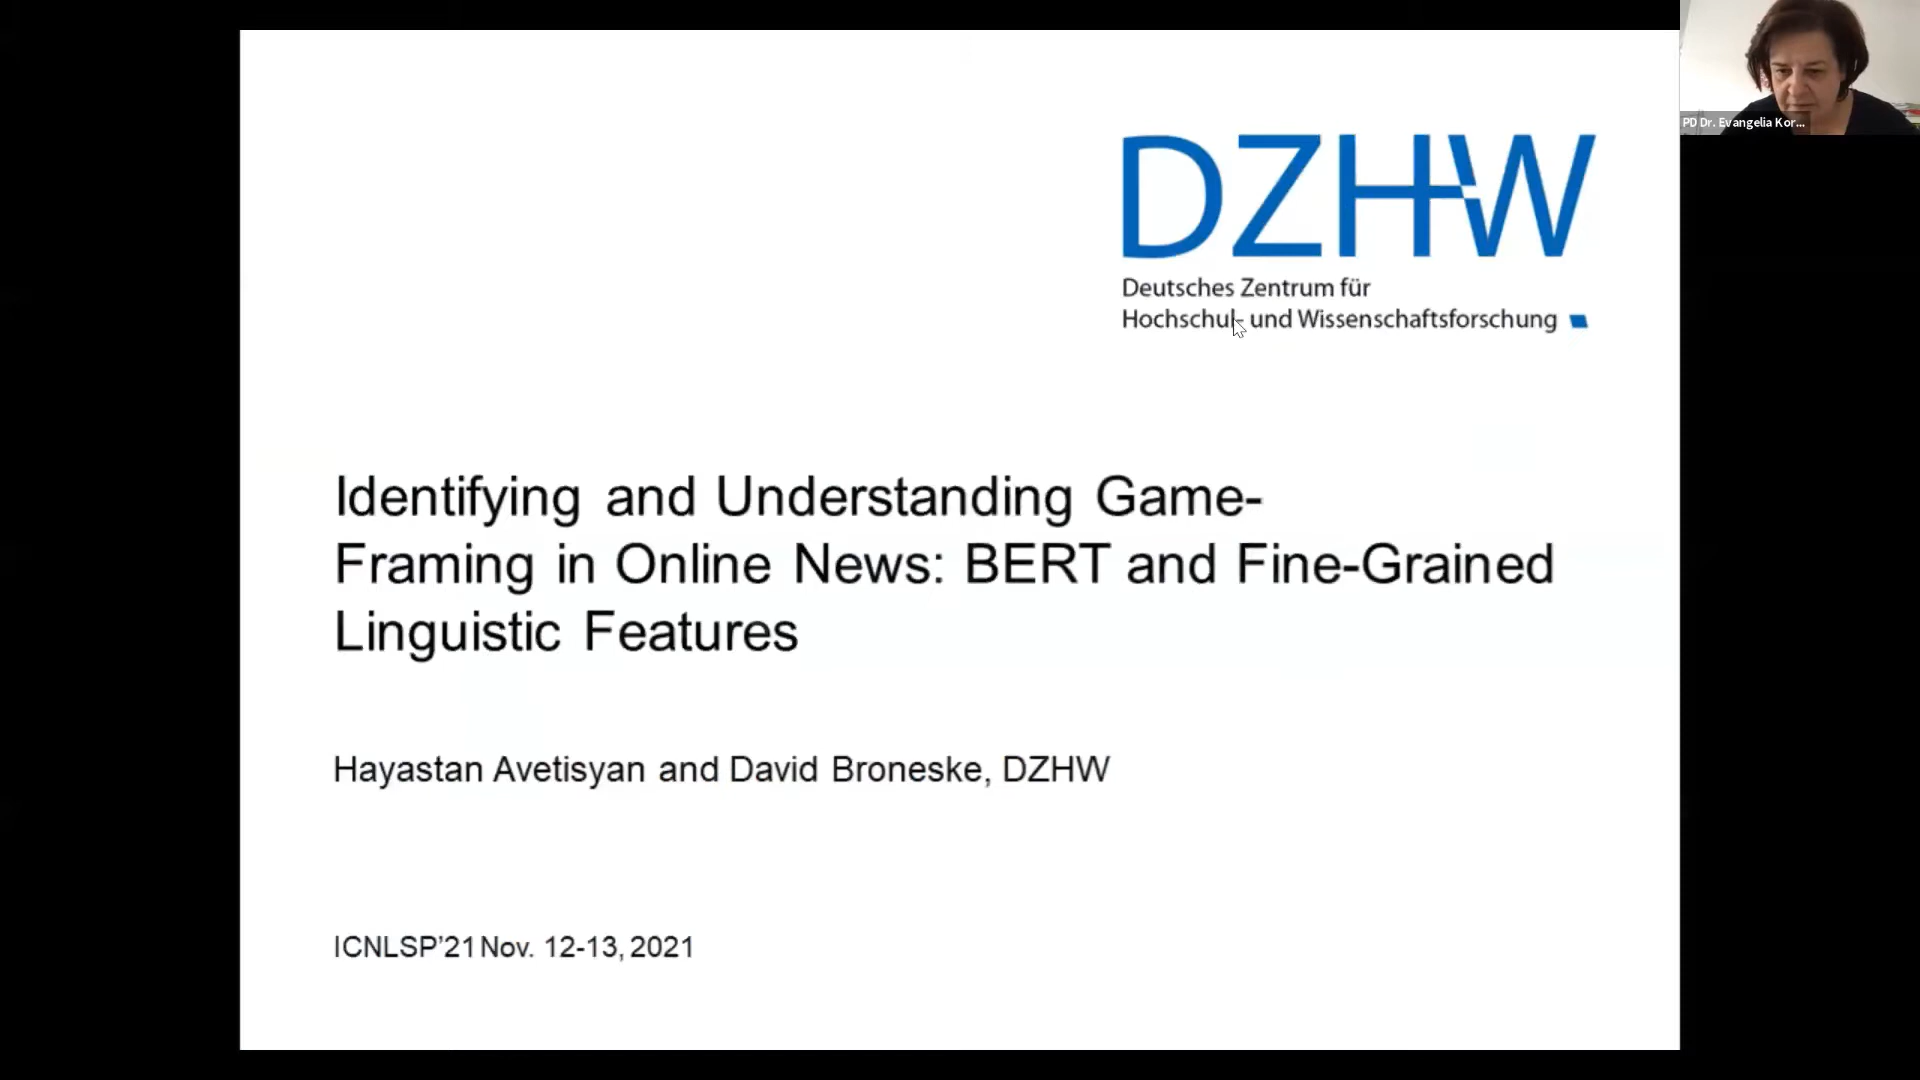 PD Dr. Evangelia Kor...
DZHW
Deutsches Zentrum für
Hochschul- und Wissenschaftsforschung
Identifying and Understanding Game-
Framing in Online News: BERT and Fine-Grained
Linguistic Features
Hayastan Avetisyan and David Broneske, DZHW
ICNLSP’21 Nov. 12-13, 2021